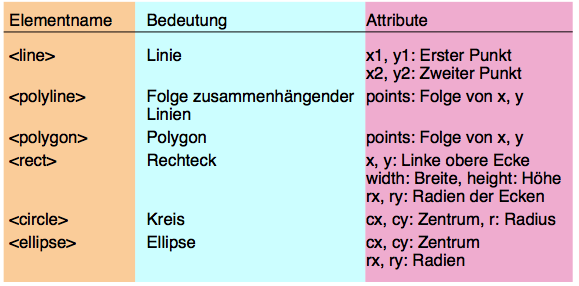 Elementname Bedeutung Attribute
<line> Linie x1, y1: Erster Punkt
x2, y2: Zweiter Punkt
<polyline> Folge zusammenhängender points: Folge von x, y
Linien
<polygon> Polygon points: Folge von x, y
<rect> Rechteck x, y: Linke obere Ecke
width: Breite, height: Höhe
rx, ry: Radien der Ecken
<circle> Kreis cx, cy: Zentrum, r: Radius
<ellipse> Ellipse cx, cy: Zentrum
rx, ry: Radien